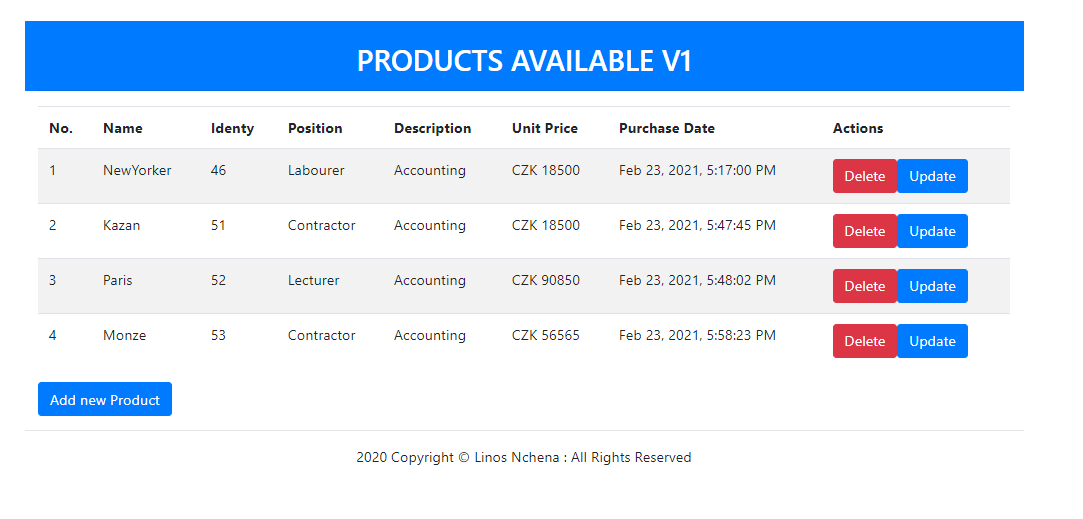 PRODUCTS AVAILABLE V1
No. Name Identy Position Description Unit Price Purchase Date Actions
1 NewYorker 46 Labourer Accounting CZK 18500 Feb 23, 2021, 5:17:00 PM Delete Update
2 Kazan 51 Contractor Accounting CZK 18500 Feb 23, 2021, 5:47:45 PM Delete Update
3 Paris 52 Lecturer Accounting CZK 90850 Feb 23, 2021, 5:48:02 PM Delete Update
4 Monze 53 Contractor Accounting CZK 56565 Feb 23, 2021, 5:58:23 PM Delete Update
Add new Product
2020 Copyright © Linos Nchena : All Rights Reserved